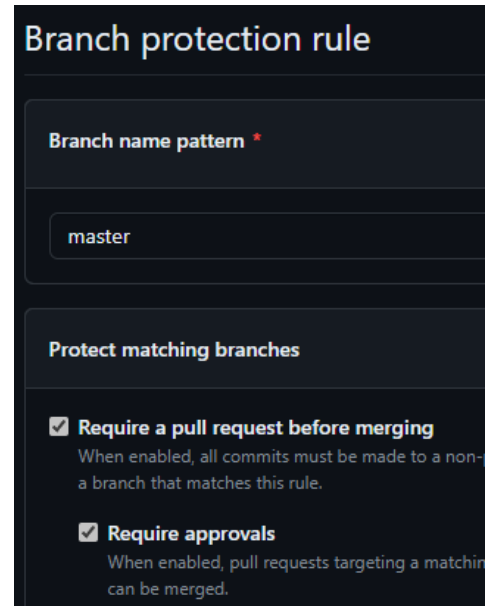 Branch protection rule
Branch name pattern *
master
Protect matching branches
Require a pull request before merging
When enabled, all commits must be made to a non-
a branch that matches this rule.
Require approvals
When enabled, pull requests targeting a matchin
can be merged.